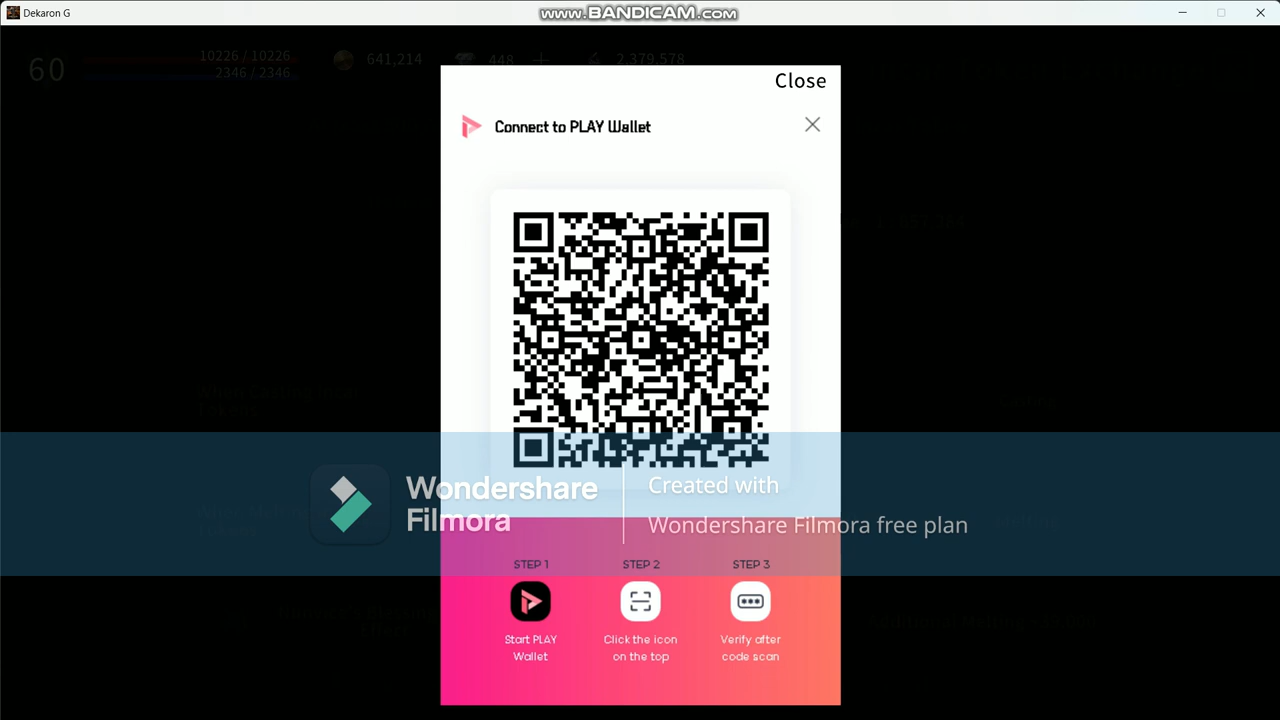 Dekaron G
www.BANDICAM.com
60
10226 / 10226
2346 / 2346
641,214
448
2,379,578
Close
Connect to PLAY Wallet
Wondershare
Filmora
Created with
Wondershare Filmora free plan
STEP 1
STEP 2
STEP 3
Start PLAY
Wallet
Click the icon
on the top
Verify after
code scan